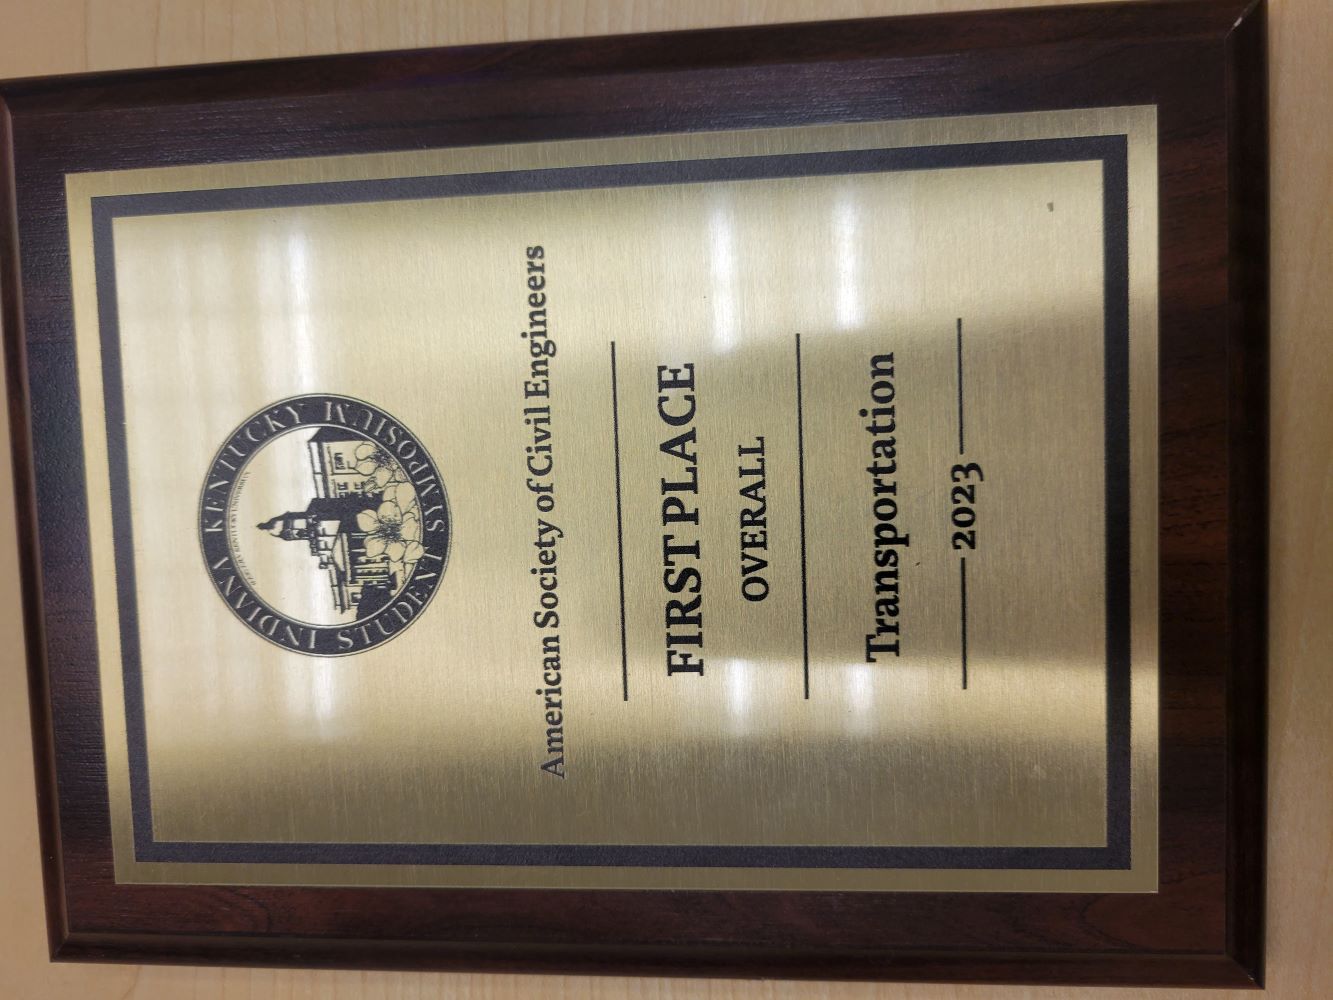 INDIANA KENTUCKY
STUDENT SYMPOSIUM
American Society of Civil Engineers
FIRST PLACE
OVERALL
Transportation
2023